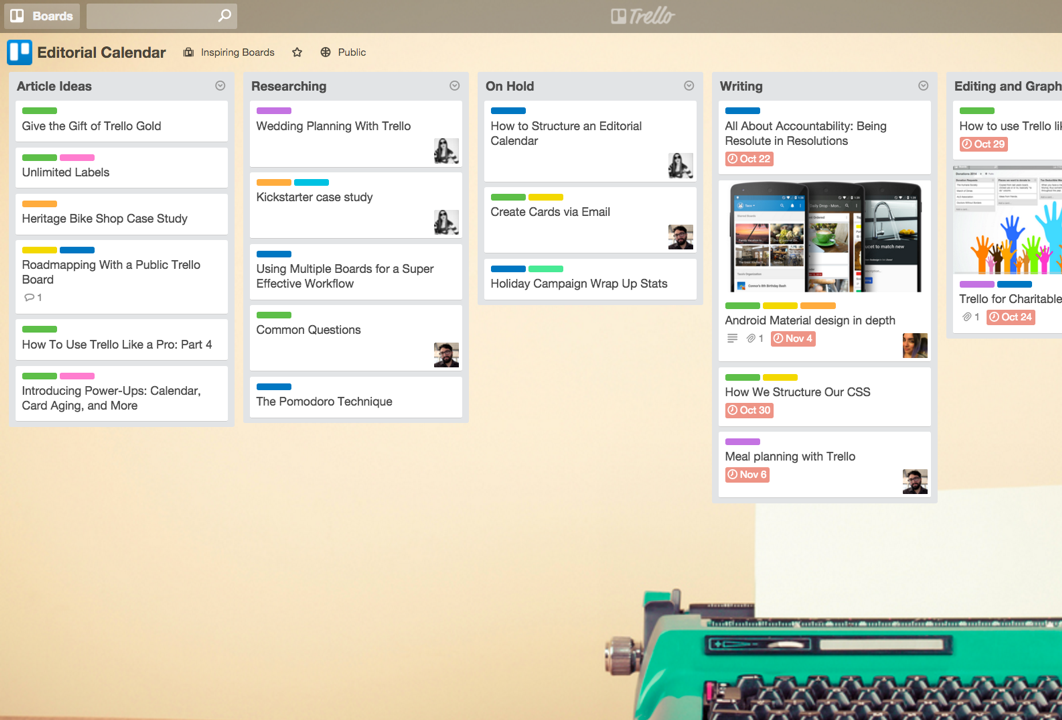 Boards
Trello
Editorial Calendar
Inspiring Boards
Public
Article Ideas
Give the Gift of Trello Gold
Unlimited Labels
Heritage Bike Shop Case Study
Roadmapping With a Public Trello
Board
1
How To Use Trello Like a Pro: Part 4
Introducing Power-Ups: Calendar,
Card Aging, and More
Researching
Wedding Planning With Trello
Kickstarter case study
Using Multiple Boards for a Super
Effective Workflow
Common Questions
The Pomodoro Technique
On Hold
How to Structure an Editorial
Calendar
Create Cards via Email
Holiday Campaign Wrap Up Stats
Writing
All About Accountability: Being
Resolute in Resolutions
Oct 22
Android Material design in depth
1
Nov 4
How We Structure Our CSS
Oct 30
Meal planning with Trello
Nov 6
Editing and Graph
How to use Trello li
Oct 29
Trello for Charitable
1
Oct 24